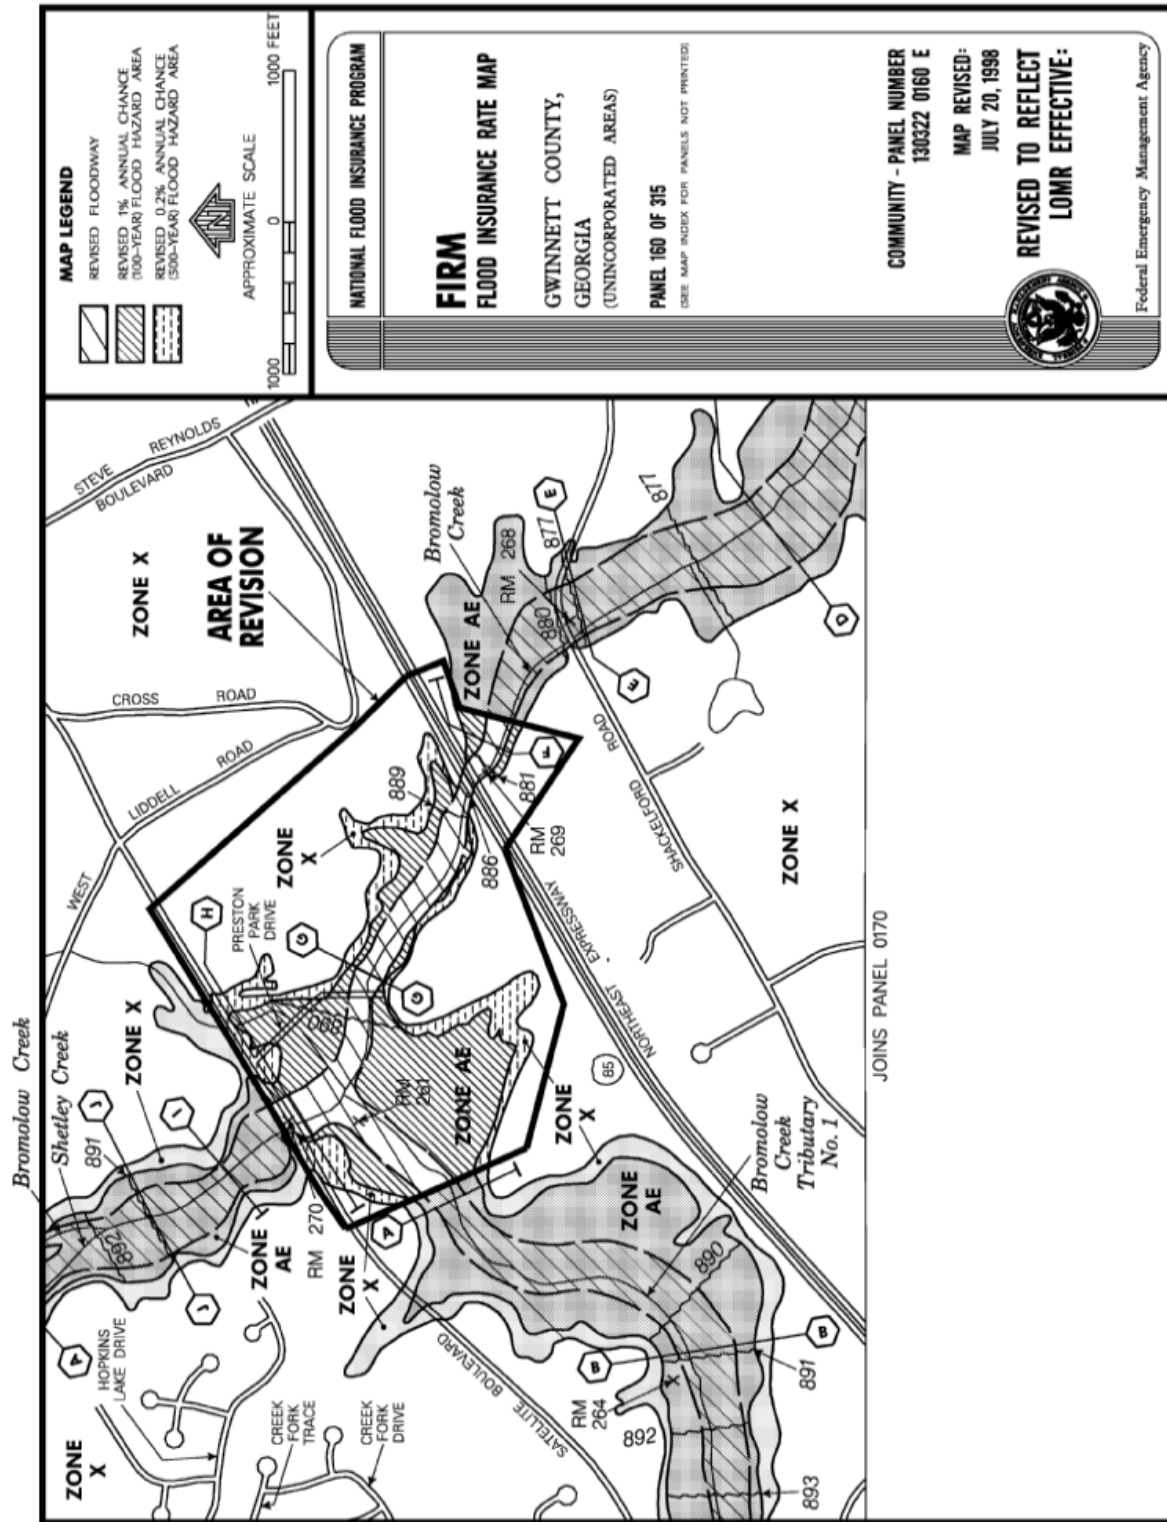 MAP LEGEND
REVISED FLOODWAY
REVISED 1% ANNUAL CHANCE
(100-YEAR) FLOOD HAZARD AREA
REVISED 0.2% ANNUAL CHANCE
(500-YEAR) FLOOD HAZARD AREA
APPROXIMATE SCALE
1000 0 1000 FEET
NATIONAL FLOOD INSURANCE PROGRAM
FIRM
FLOOD INSURANCE RATE MAP
GWINNETT COUNTY,
GEORGIA
(UNINCORPORATED AREAS)
PANEL 160 OF 315
(SEE MAP INDEX FOR PANELS NOT PRINTED)
COMMUNITY - PANEL NUMBER
130322 0160 E
MAP REVISED:
JULY 20, 1998
REVISED TO REFLECT
LOMR EFFECTIVE:
Federal Emergency Management Agency
STEVE REYNOLDS
BOULEVARD
ZONE X
AREA OF
REVISION
CROSS ROAD
LIDDELL ROAD
WEST
Bromolow
Creek
ZONE AE
RM 268
877
E
877
880
E
D
F
881
RM
269
886
889
ZONE
X
H
PRESTON
PARK
DRIVE
G
G
890
RM
261
ZONE AE
ZONE
X
SHACKELFORD ROAD
ZONE X
NORTHEAST EXPRESSWAY
85
JOINS PANEL 0170
Bromolow Creek
Shetley Creek
891
892
J
I
ZONE X
J
ZONE
AE
RM 270
ZONE
X
A
A
HOPKINS
LAKE DRIVE
ZONE
X
CREEK
FORK
TRACE
CREEK
FORK
DRIVE
SATELLITE BOULEVARD
ZONE
AE
Bromolow
Creek
Tributary
No. 1
890
B
B
RM
264
891
892
893